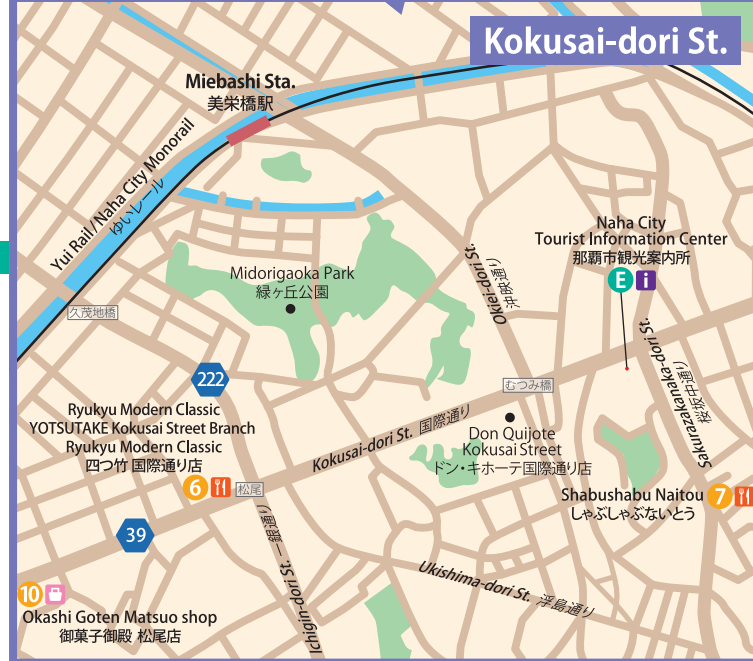 Kokusai-dori St.
Miebashi Sta.
美栄橋駅
Yui Rail / Naha City Monorail
ゆいレール
Naha City
Tourist Information Center
那覇市観光案内所
E i
Okiei-dori St.
沖映通り
Midorigaoka Park
緑ヶ丘公園
久茂地橋
222
むつみ橋
Sakurazakanaka-dori St.
桜坂中通り
Ryukyu Modern Classic
YOTSUTAKE Kokusai Street Branch
Ryukyu Modern Classic
四つ竹 国際通り店
6
松尾
Kokusai-dori St. 国際通り
Don Quijote
Kokusai Street
ドン・キホーテ国際通り店
Shabushabu Naitou
しゃぶしゃぶないとう
7
39
Ichigin-dori St. 一銀通り
Ukishima-dori St. 浮島通り
10
Okashi Goten Matsuo shop
御菓子御殿 松尾店